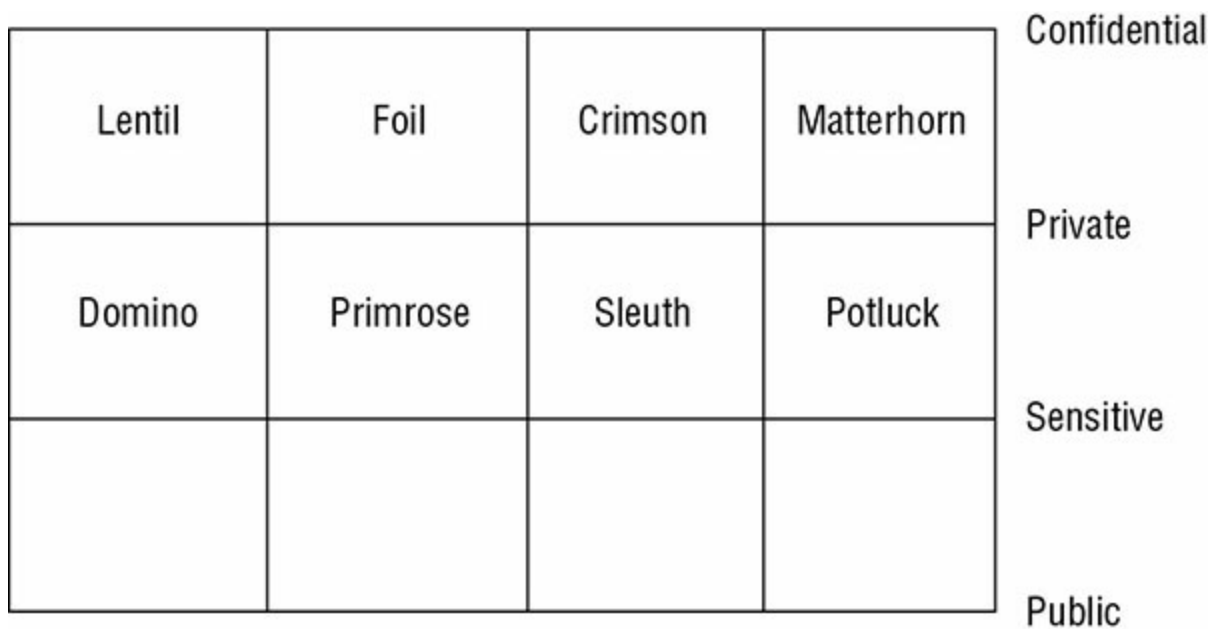 Confidential
Lentil Foil Crimson Matterhorn
Private
Domino Primrose Sleuth Potluck
Sensitive
Public